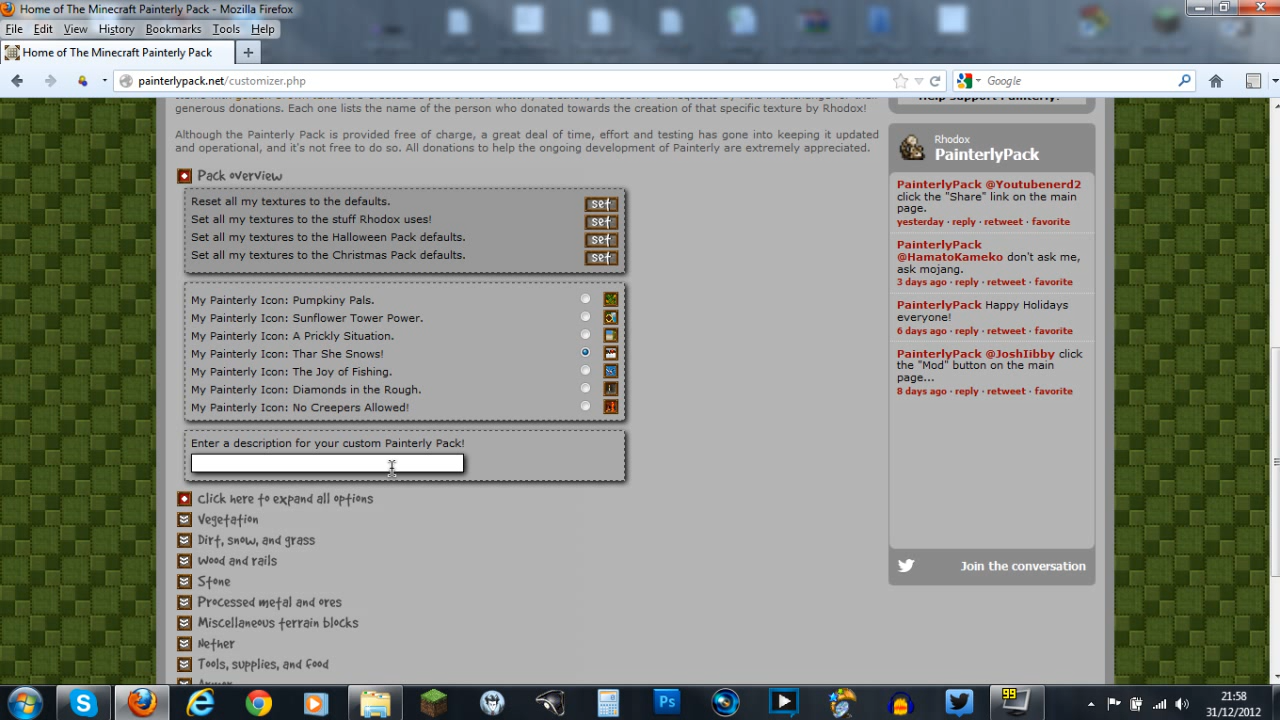 Home of The Minecraft Painterly Pack - Mozilla Firefox
File Edit View History Bookmarks Tools Help
Home of The Minecraft Painterly Pack
painterlypack.net/customizer.php
Google
generous donations. Each one lists the name of the person who donated towards the creation of that specific texture by Rhodox!
Although the Painterly Pack is provided free of charge, a great deal of time, effort and testing has gone into keeping it updated
and operational, and it's not free to do so. All donations to help the ongoing development of Painterly are extremely appreciated.
Pack overview
Reset all my textures to the defaults. set
Set all my textures to the stuff Rhodox uses! set
Set all my textures to the Halloween Pack defaults. set
Set all my textures to the Christmas Pack defaults. set
My Painterly Icon: Pumpkiny Pals.
My Painterly Icon: Sunflower Tower Power.
My Painterly Icon: A Prickly Situation.
My Painterly Icon: Thar She Snows!
My Painterly Icon: The Joy of Fishing.
My Painterly Icon: Diamonds in the Rough.
My Painterly Icon: No Creepers Allowed!
Enter a description for your custom Painterly Pack!
Click here to expand all options
Vegetation
Dirt, snow, and grass
Wood and rails
Stone
Processed metal and ores
Miscellaneous terrain blocks
Nether
Tools, supplies, and food
Armor
Help support Painterly!
Rhodox
PainterlyPack
PainterlyPack @Youtubenerd2
click the "Share" link on the main
page.
yesterday · reply · retweet · favorite
PainterlyPack
@HamatoKameko don't ask me,
ask mojang.
3 days ago · reply · retweet · favorite
PainterlyPack Happy Holidays
everyone!
6 days ago · reply · retweet · favorite
PainterlyPack @JoshIibby click
the "Mod" button on the main
page...
8 days ago · reply · retweet · favorite
Join the conversation
Ps
99
21:58
31/12/2012